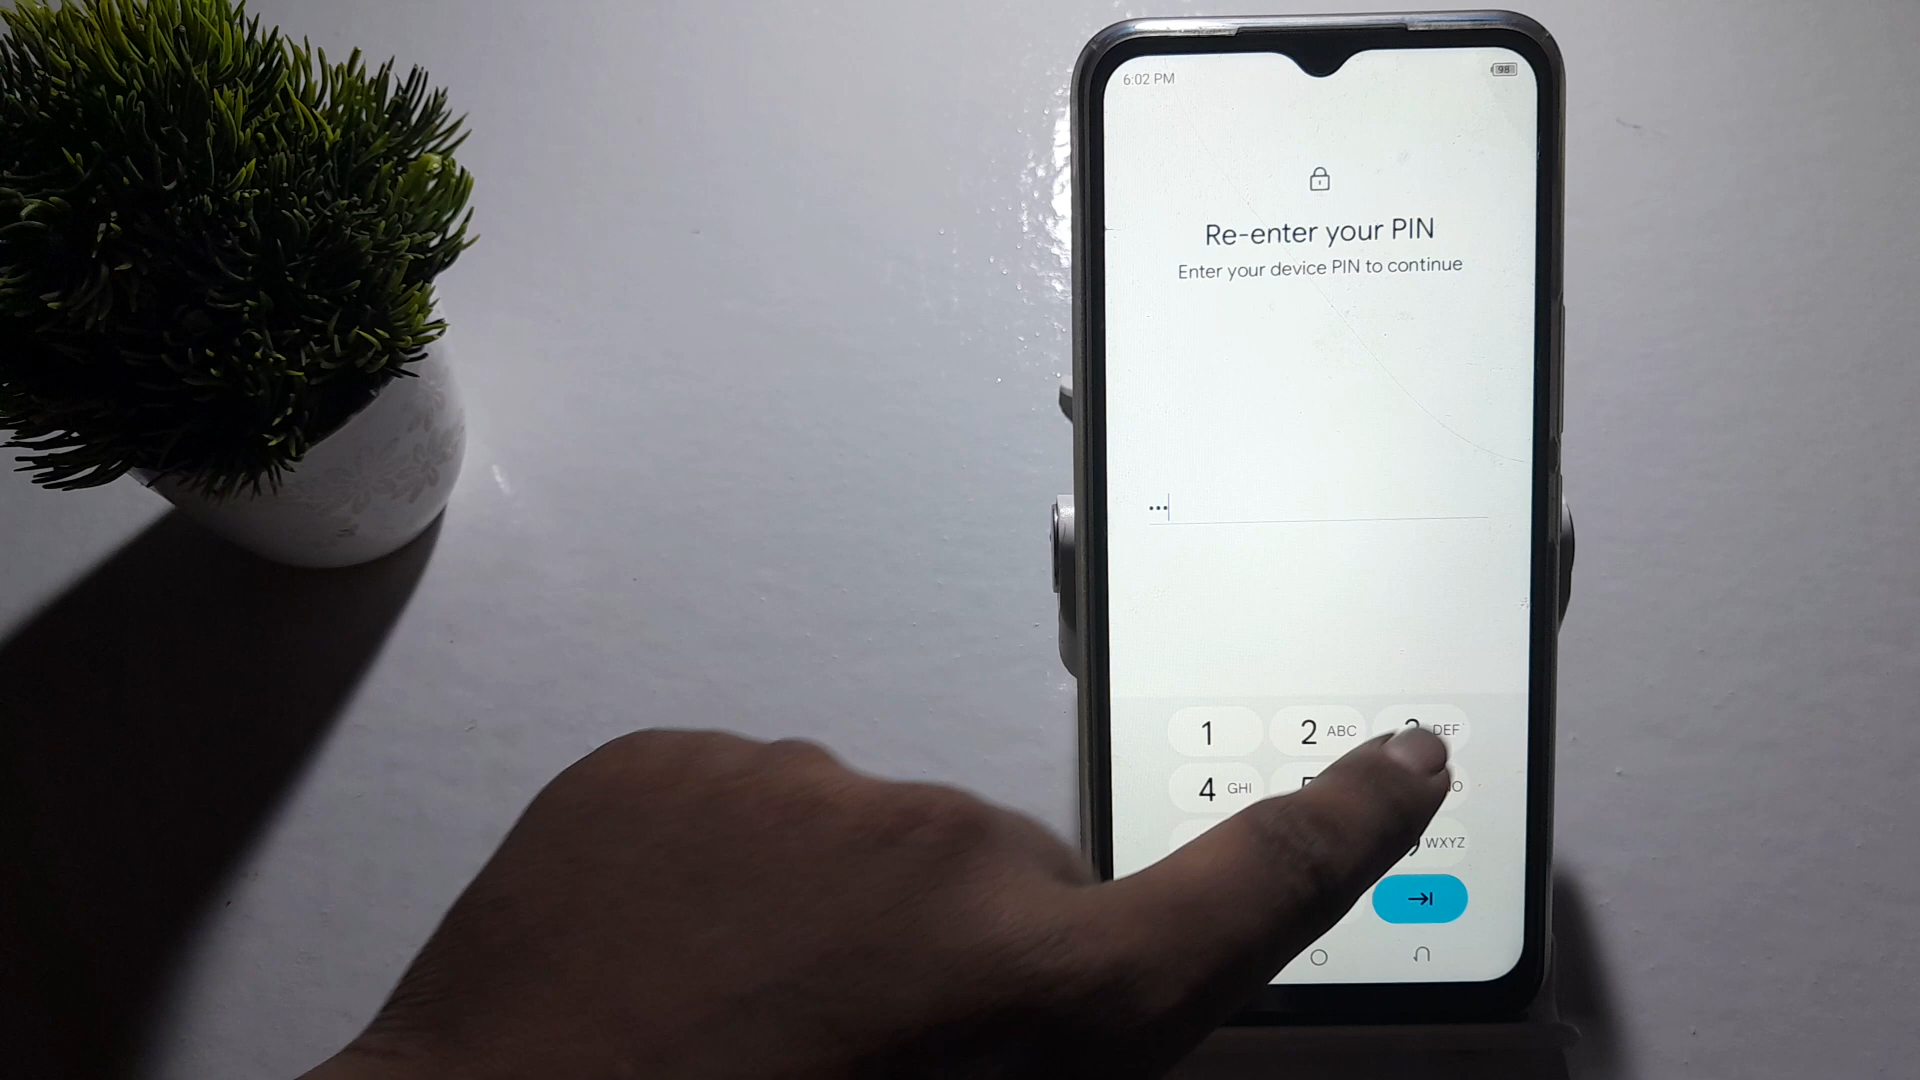 6:02 PM
98
Re-enter your PIN
Enter your device PIN to continue
1
2 ABC
DEF
4 GHI
WXYZ